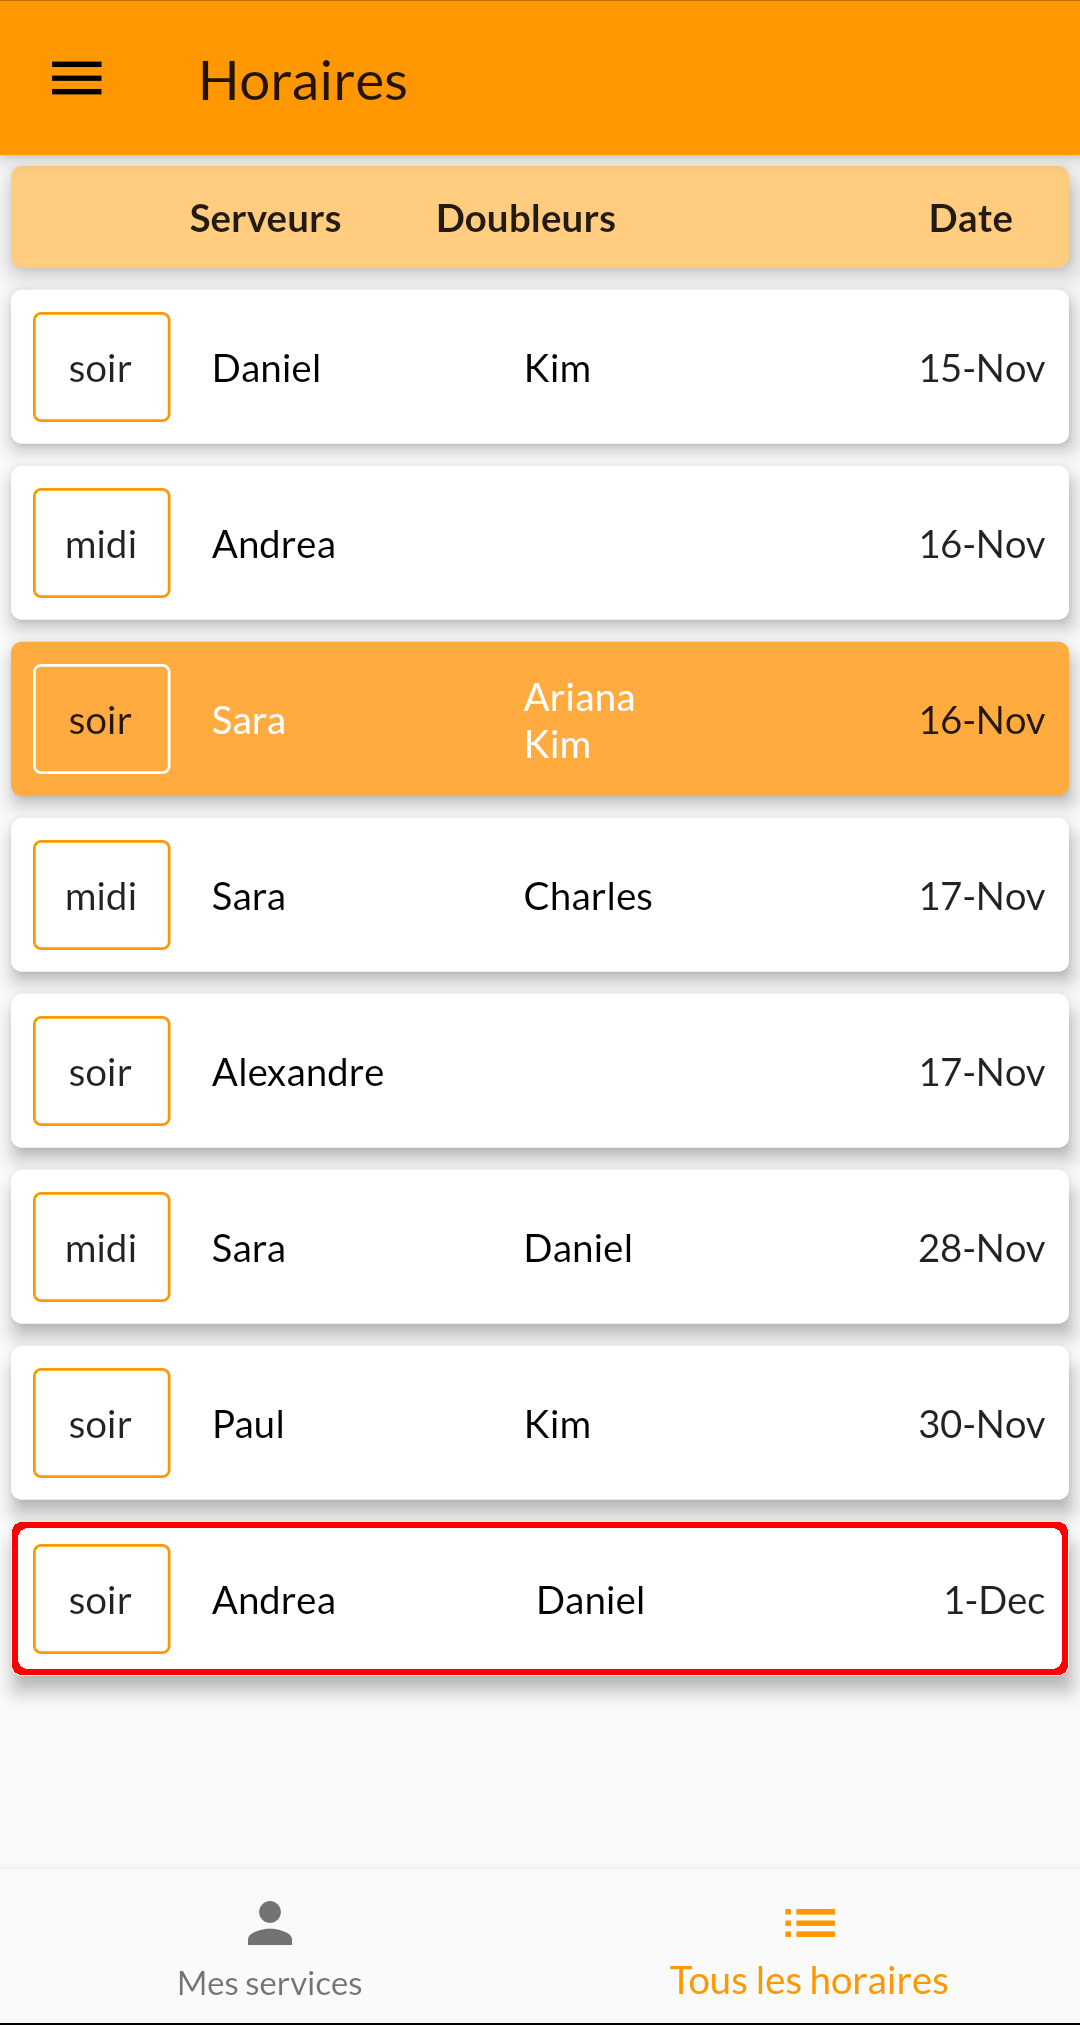 Horaires
Serveurs Doubleurs Date
soir Daniel Kim 15-Nov
midi Andrea 16-Nov
soir Sara Ariana Kim 16-Nov
midi Sara Charles 17-Nov
soir Alexandre 17-Nov
midi Sara Daniel 28-Nov
soir Paul Kim 30-Nov
soir Andrea Daniel 1-Dec
Mes services Tous les horaires